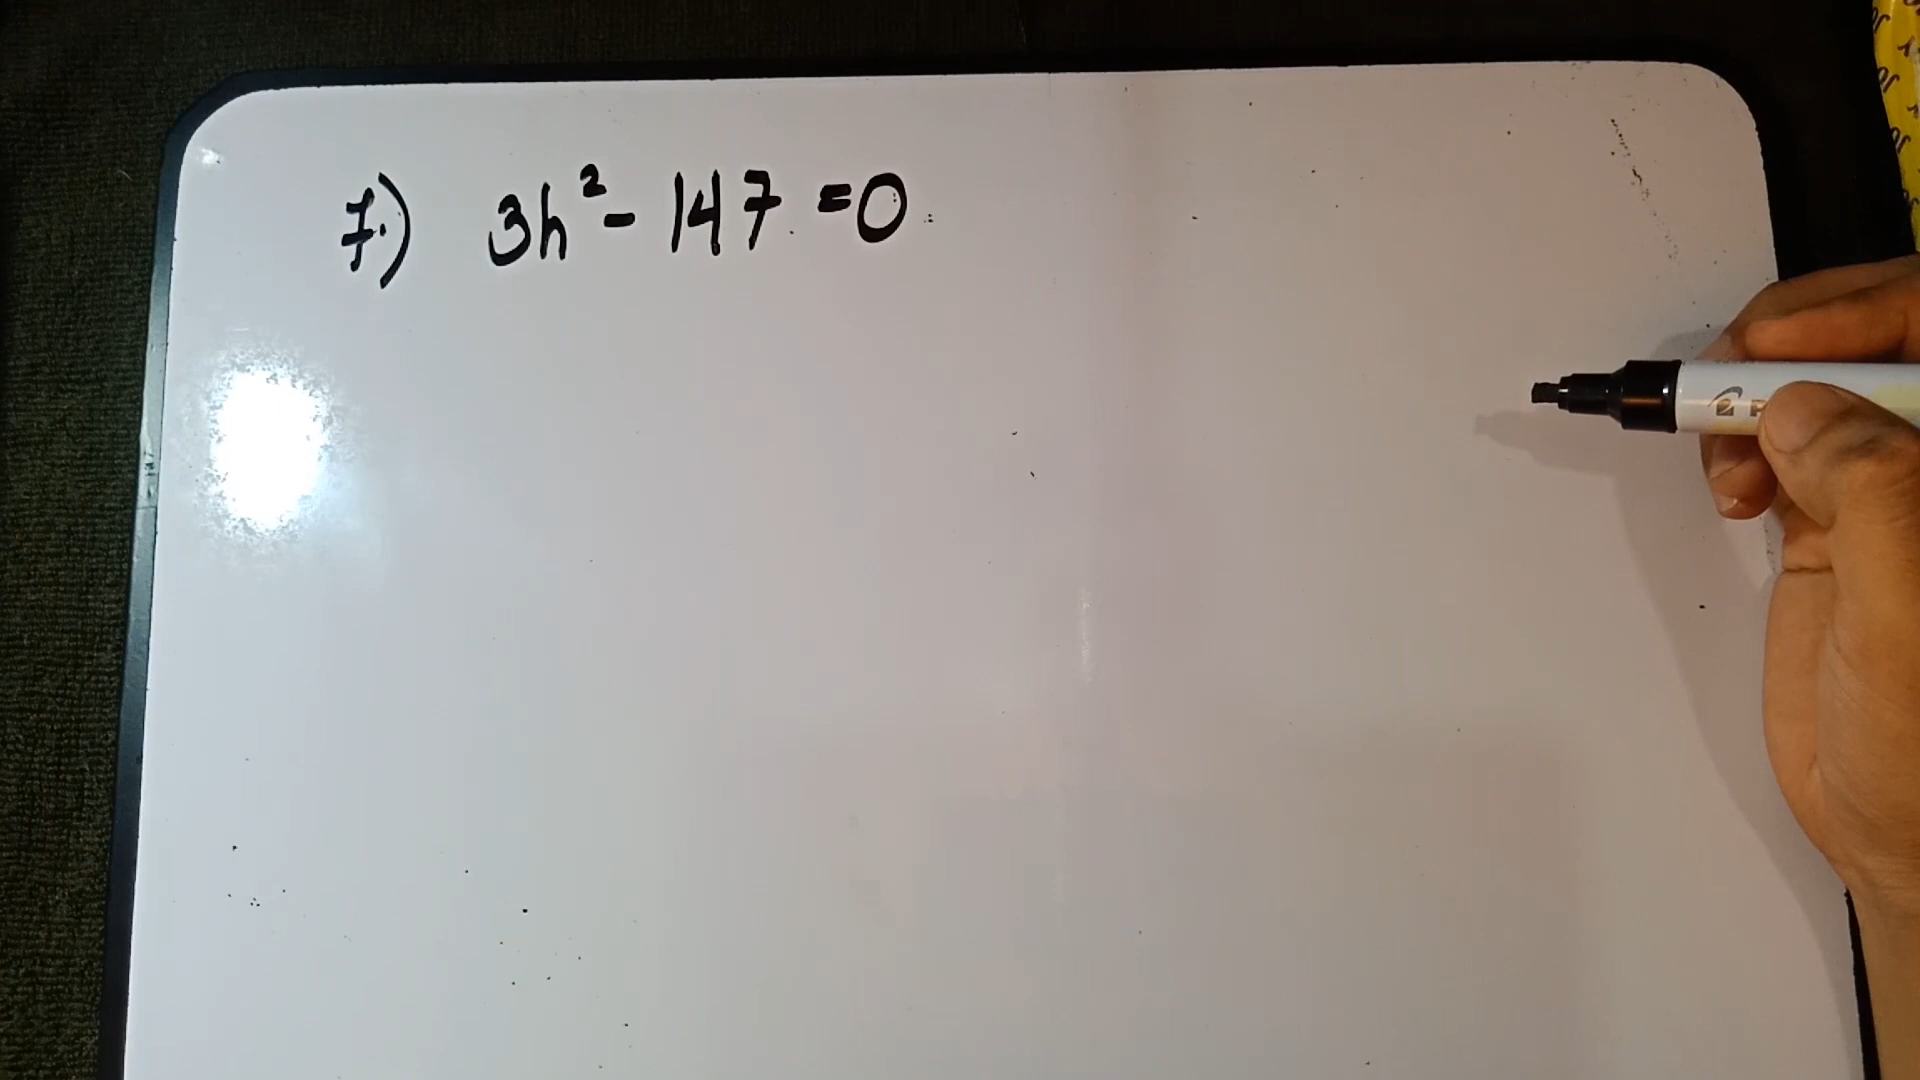 7.) 3h² - 147 = 0